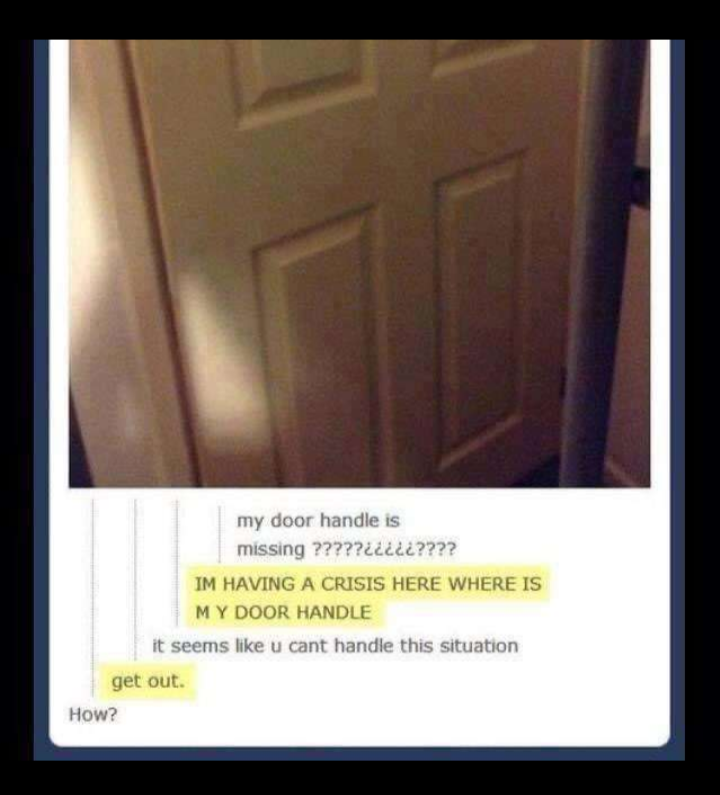 my door handle is
missing ?????¿¿¿¿¿????
IM HAVING A CRISIS HERE WHERE IS
M Y DOOR HANDLE
it seems like u cant handle this situation
get out.
How?